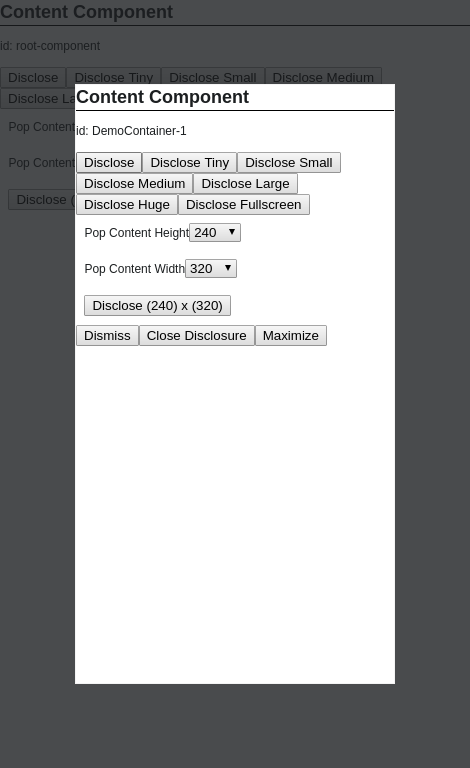 Content Component
id: root-component
Disclose Disclose Tiny Disclose Small Disclose Medium
Disclose La
Pop Content
Pop Content
Disclose (
Content Component
id: DemoContainer-1
Disclose Disclose Tiny Disclose Small
Disclose Medium Disclose Large
Disclose Huge Disclose Fullscreen
Pop Content Height 240
Pop Content Width 320
Disclose (240) x (320)
Dismiss Close Disclosure Maximize